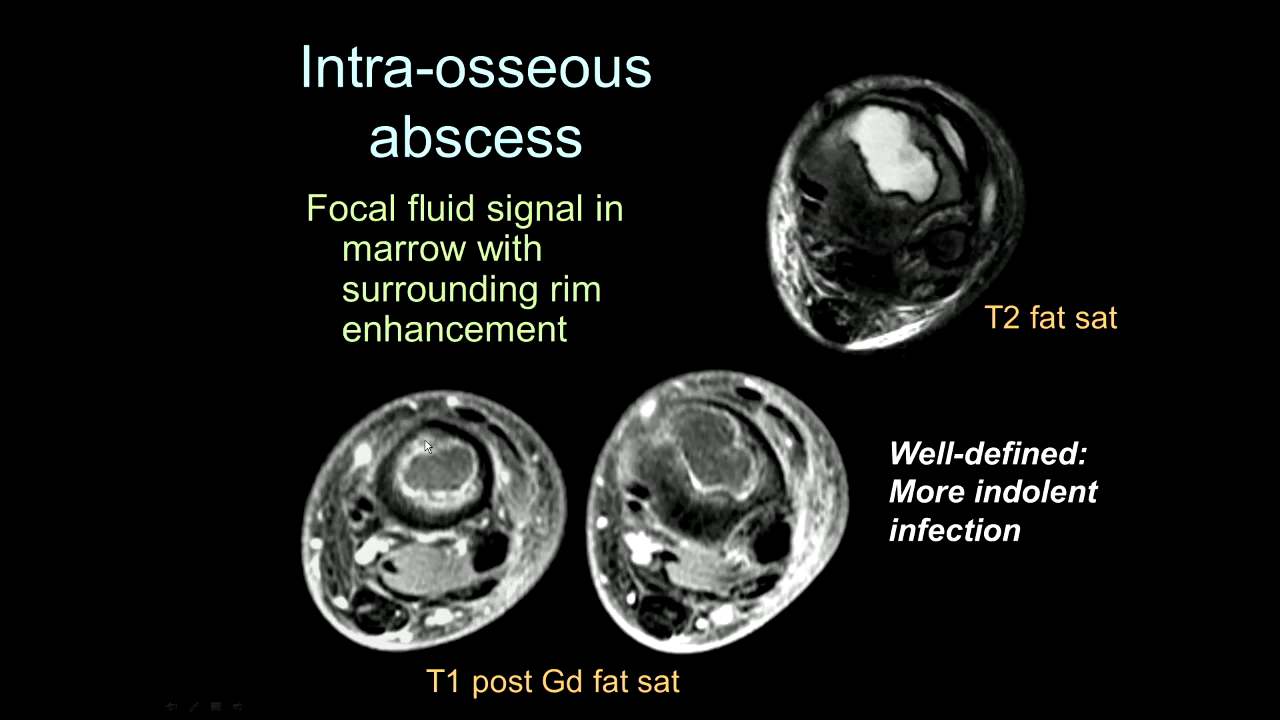 Intra-osseous
abscess
Focal fluid signal in
marrow with
surrounding rim
enhancement
T2 fat sat
Well-defined:
More indolent
infection
T1 post Gd fat sat